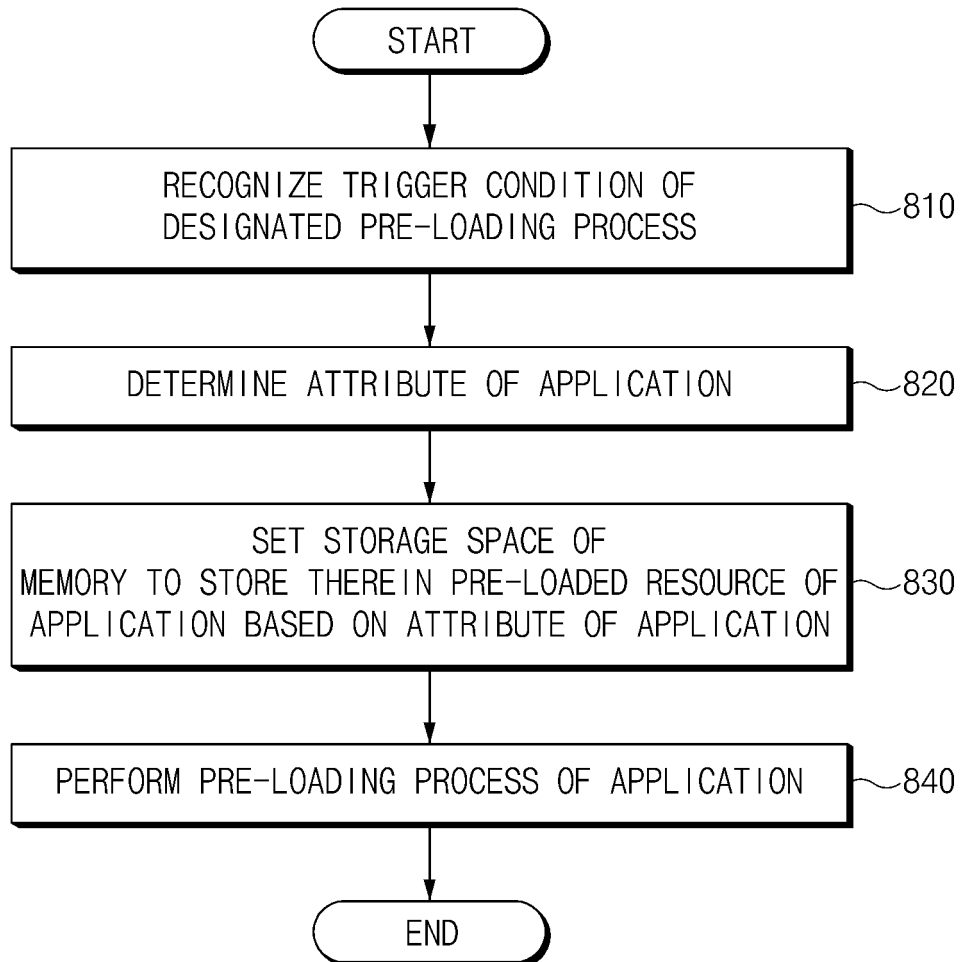 START
RECOGNIZE TRIGGER CONDITION OF
DESIGNATED PRE-LOADING PROCESS
810
DETERMINE ATTRIBUTE OF APPLICATION
820
SET STORAGE SPACE OF
MEMORY TO STORE THEREIN PRE-LOADED RESOURCE OF
APPLICATION BASED ON ATTRIBUTE OF APPLICATION
830
PERFORM PRE-LOADING PROCESS OF APPLICATION
840
END